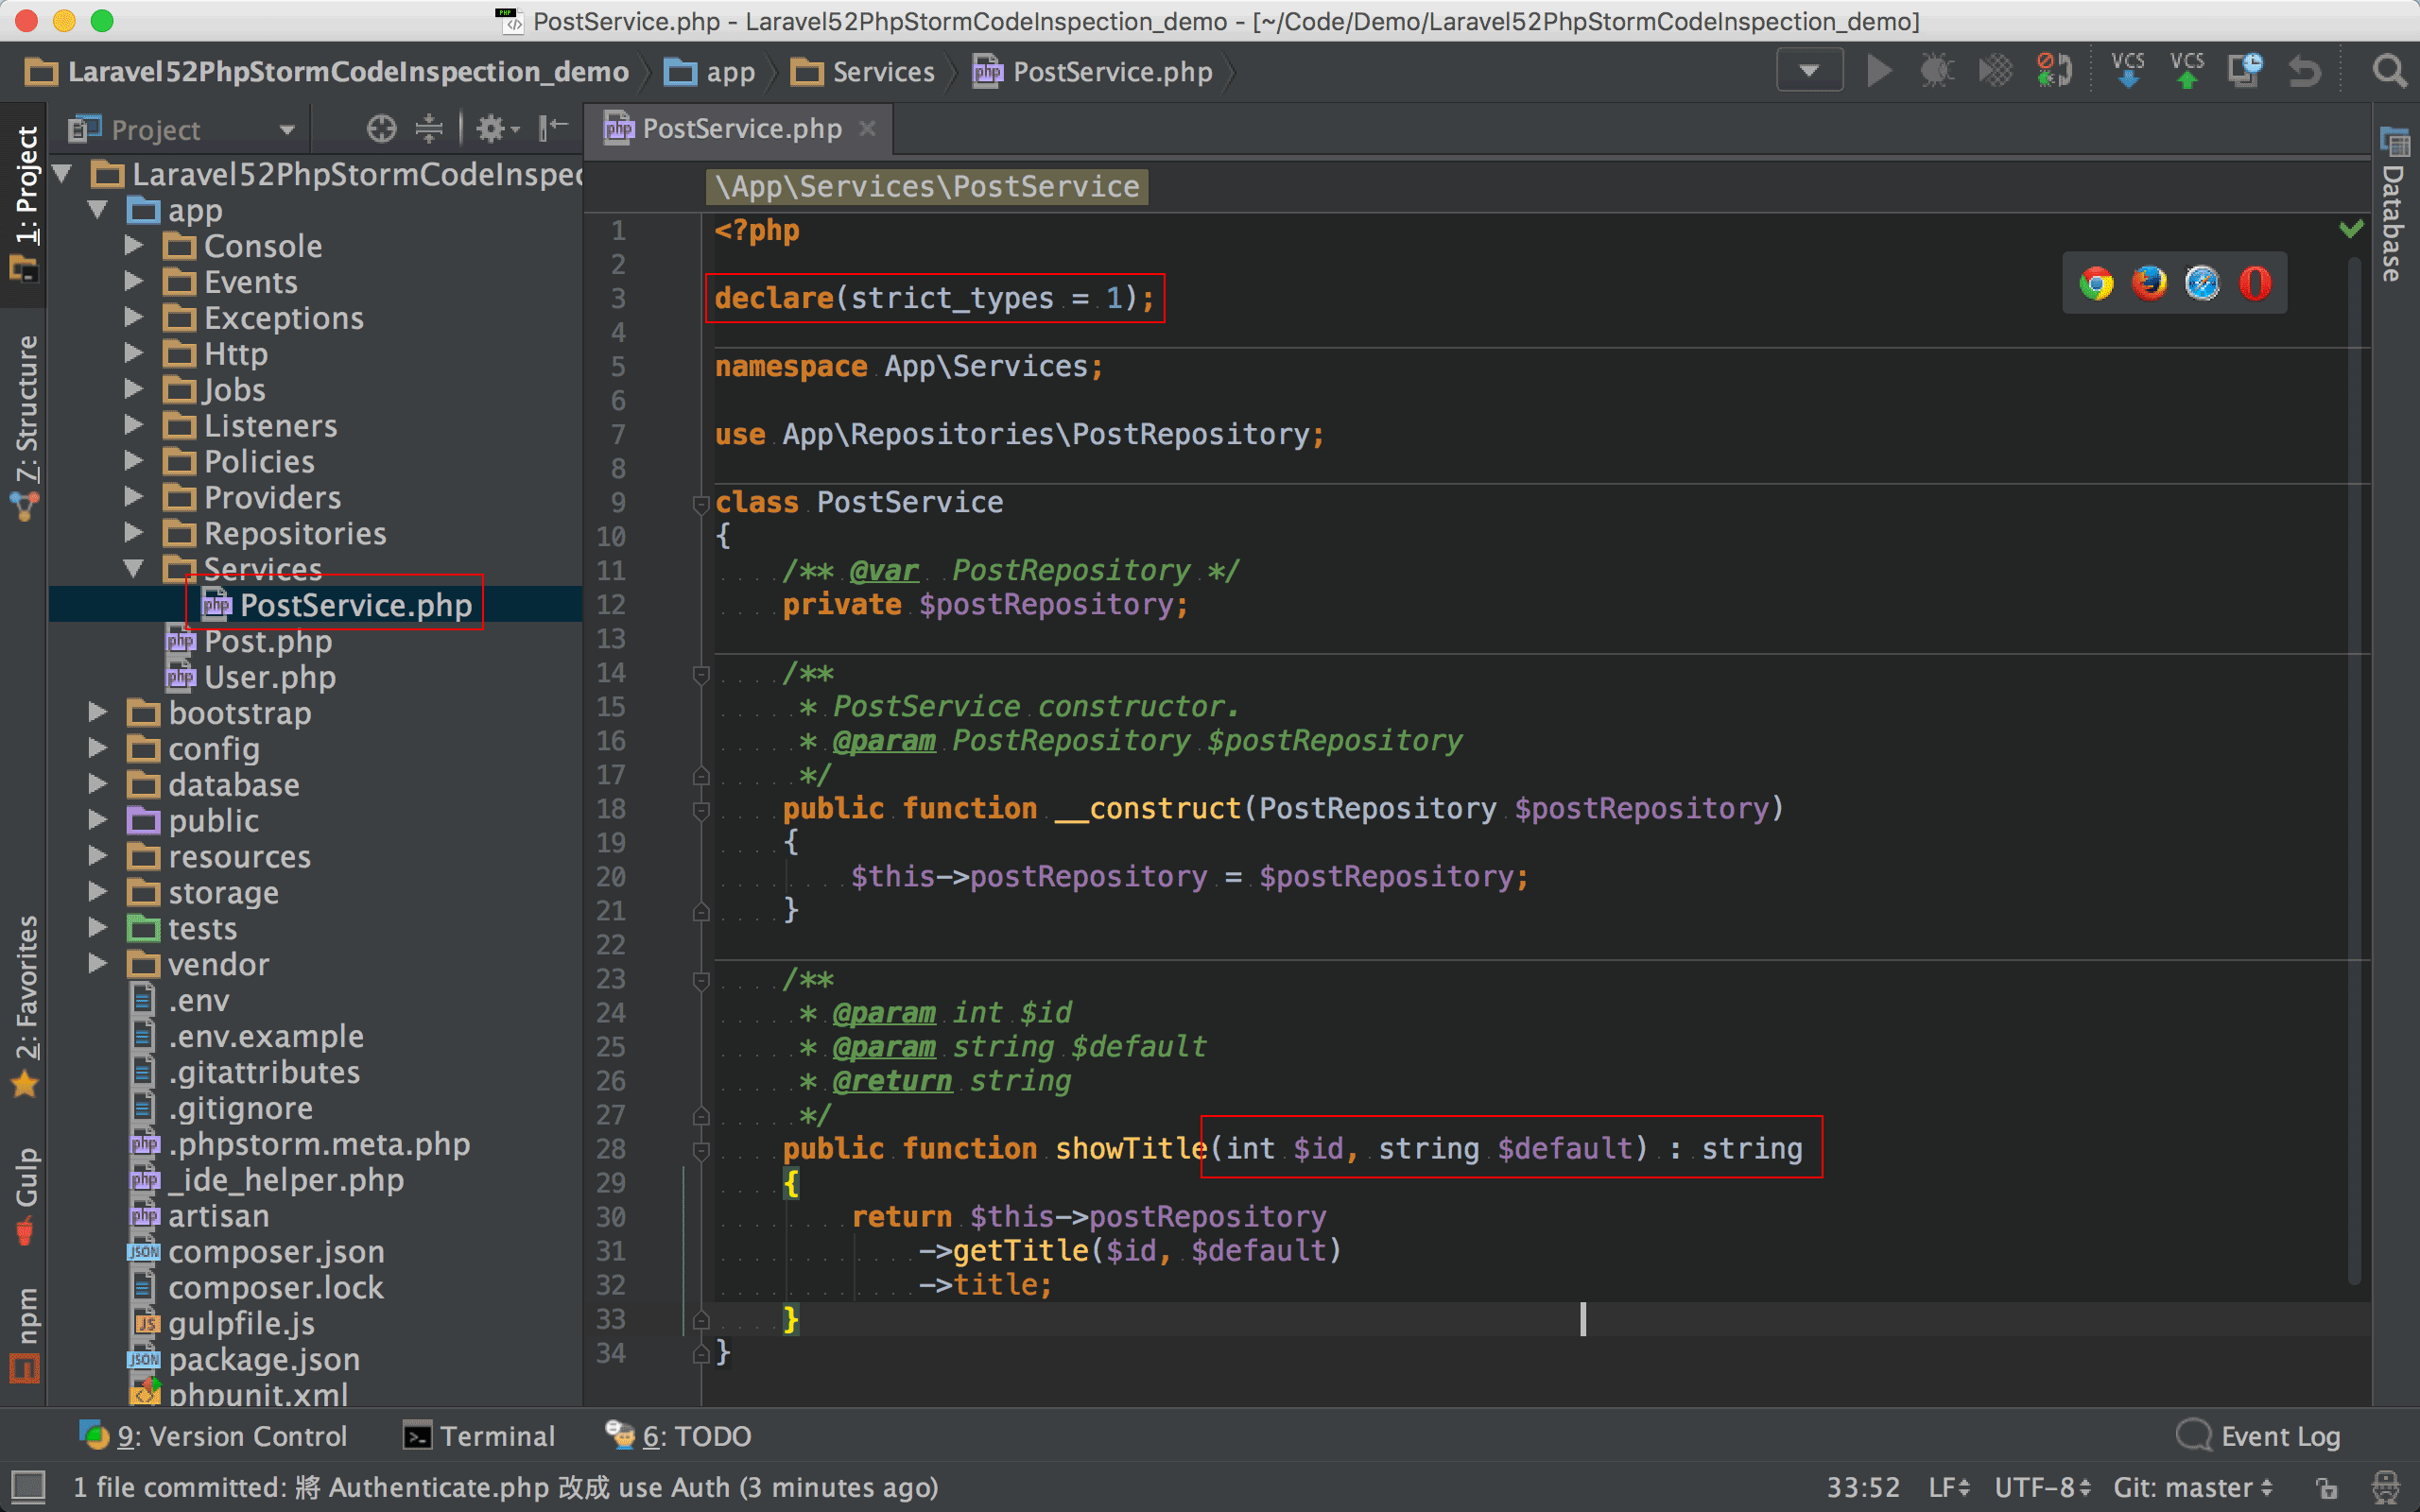 PostService.php - Laravel52PhpStormCodeInspection_demo - [~/Code/Demo/Laravel52PhpStormCodeInspection_demo]
Laravel52PhpStormCodeInspection_demo app Services PostService.php
VCS VCS
1: Project
7: Structure
2: Favorites
Gulp
npm
Project
Laravel52PhpStormCodeInspec
app
Console
Events
Exceptions
Http
Jobs
Listeners
Policies
Providers
Repositories
Services
PostService.php
Post.php
User.php
bootstrap
config
database
public
resources
storage
tests
vendor
.env
.env.example
.gitattributes
.gitignore
.phpstorm.meta.php
_ide_helper.php
artisan
composer.json
composer.lock
gulpfile.js
package.json
phpunit.xml
PostService.php
\App\Services\PostService
1 <?php
2
3 declare(strict_types = 1);
4
5 namespace App\Services;
6
7 use App\Repositories\PostRepository;
8
9 class PostService
10 {
11     /** @var  PostRepository */
12     private $postRepository;
13
14     /**
15      * PostService constructor.
16      * @param PostRepository $postRepository
17      */
18     public function __construct(PostRepository $postRepository)
19     {
20         $this->postRepository = $postRepository;
21     }
22
23     /**
24      * @param int $id
25      * @param string $default
26      * @return string
27      */
28     public function showTitle(int $id, string $default) : string
29     {
30         return $this->postRepository
31             ->getTitle($id, $default)
32             ->title;
33     }
34 }
Database
9: Version Control Terminal 6: TODO Event Log
1 file committed: 將 Authenticate.php 改成 use Auth (3 minutes ago) 33:52 LF UTF-8 Git: master